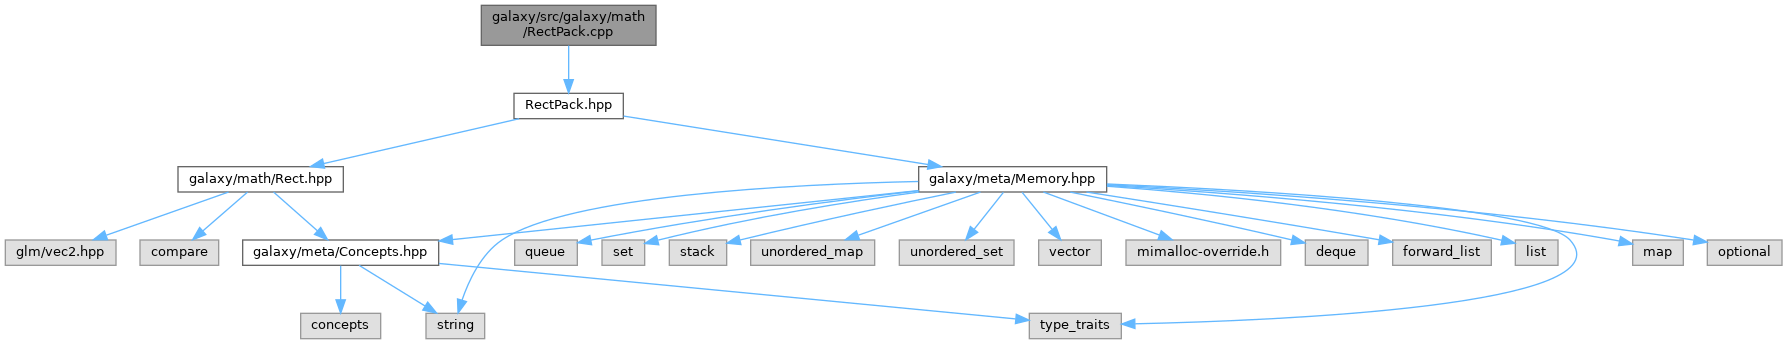 galaxy/src/galaxy/math
/RectPack.cpp
RectPack.hpp
galaxy/math/Rect.hpp
galaxy/meta/Memory.hpp
glm/vec2.hpp
compare
galaxy/meta/Concepts.hpp
queue
set
stack
unordered_map
unordered_set
vector
mimalloc-override.h
deque
forward_list
list
map
optional
concepts
string
type_traits